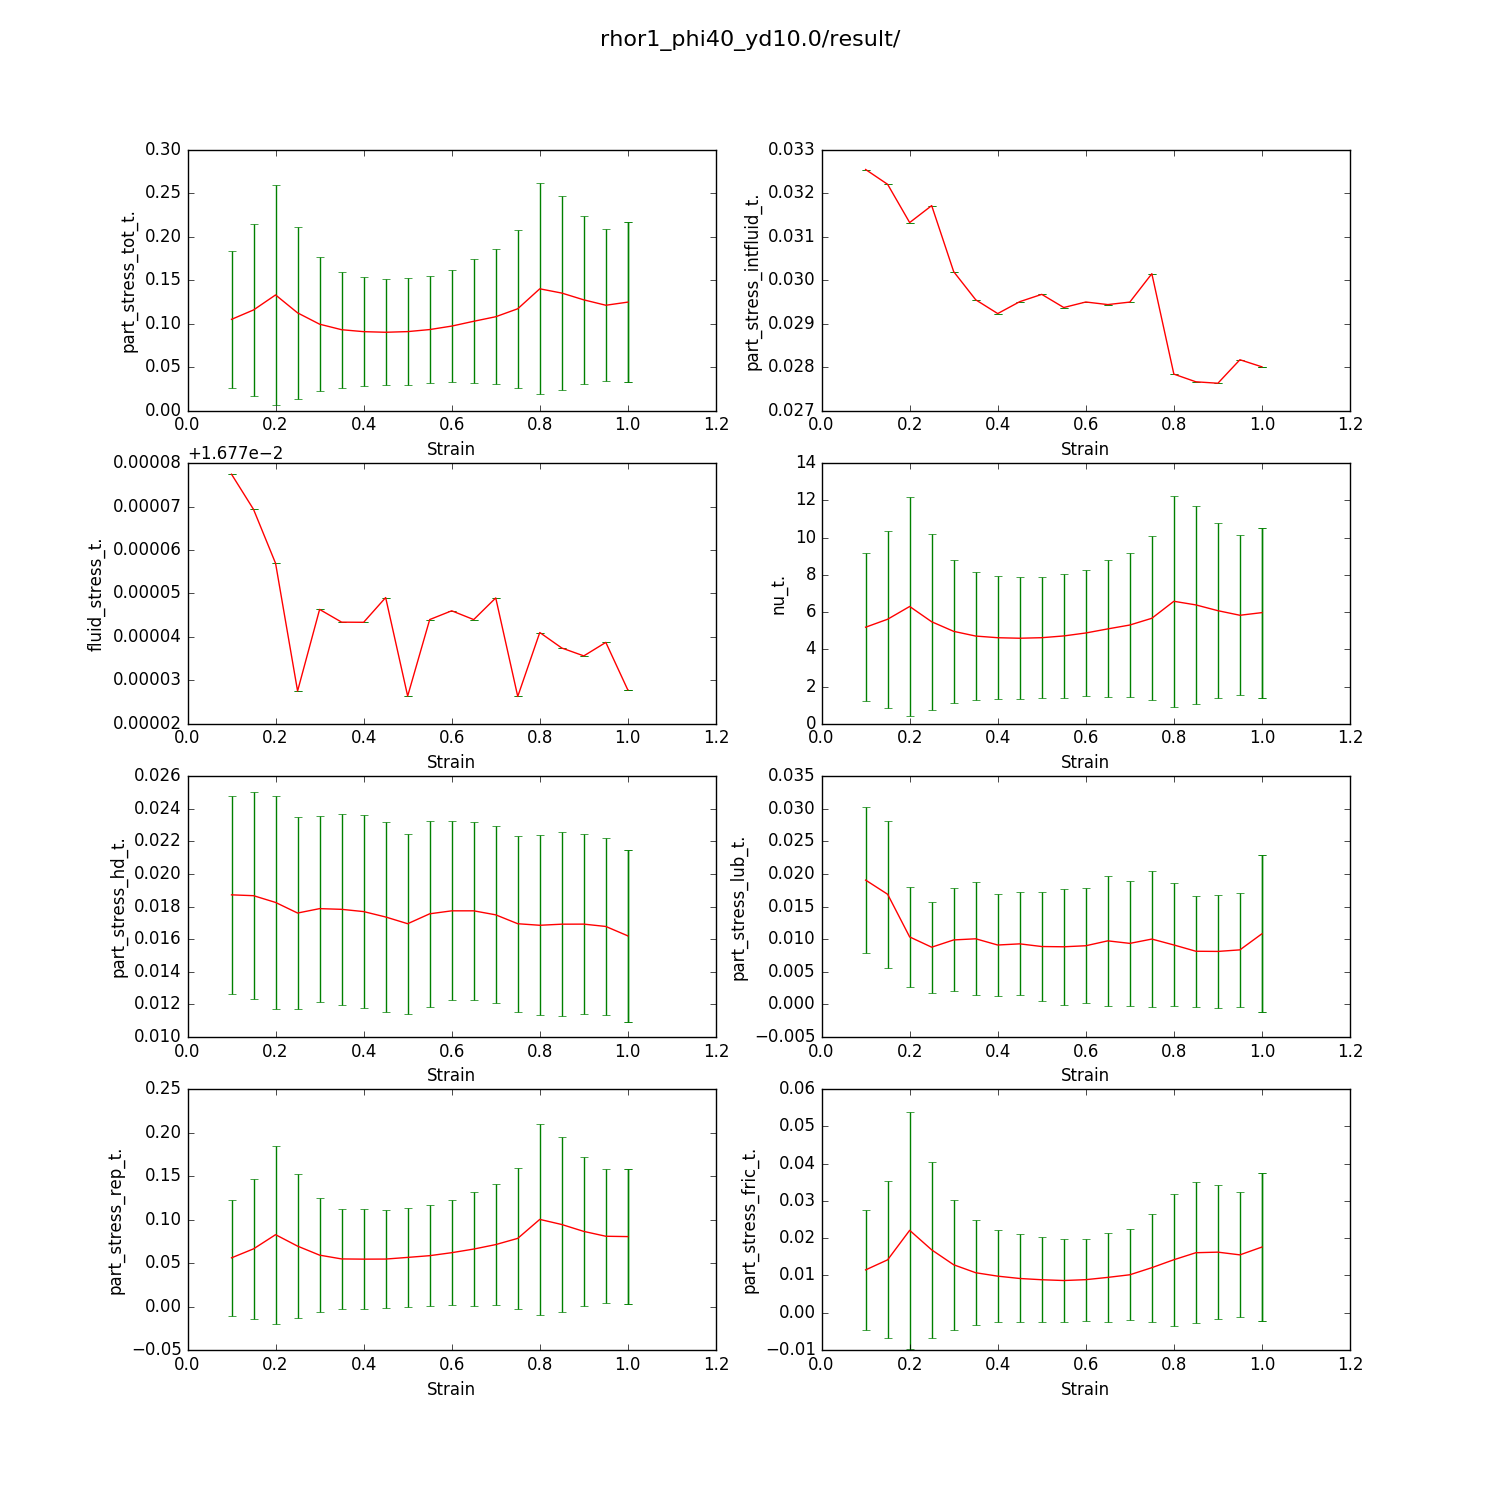 rhor1_phi40_yd10.0/result/
0.30
0.25
0.20
0.15
0.10
0.05
0.00
part_stress_tot_t.
0.0 0.2 0.4 0.6 0.8 1.0 1.2
Strain
0.033
0.032
0.031
0.030
0.029
0.028
0.027
part_stress_intfluid_t.
0.0 0.2 0.4 0.6 0.8 1.0 1.2
Strain
+1.677e−2
0.00008
0.00007
0.00006
0.00005
0.00004
0.00003
0.00002
fluid_stress_t.
0.0 0.2 0.4 0.6 0.8 1.0 1.2
Strain
14
12
10
8
6
4
2
0
nu_t.
0.0 0.2 0.4 0.6 0.8 1.0 1.2
Strain
0.026
0.024
0.022
0.020
0.018
0.016
0.014
0.012
0.010
part_stress_hd_t.
0.0 0.2 0.4 0.6 0.8 1.0 1.2
Strain
0.035
0.030
0.025
0.020
0.015
0.010
0.005
0.000
−0.005
part_stress_lub_t.
0.0 0.2 0.4 0.6 0.8 1.0 1.2
Strain
0.25
0.20
0.15
0.10
0.05
0.00
−0.05
part_stress_rep_t.
0.0 0.2 0.4 0.6 0.8 1.0 1.2
Strain
0.06
0.05
0.04
0.03
0.02
0.01
0.00
−0.01
part_stress_fric_t.
0.0 0.2 0.4 0.6 0.8 1.0 1.2
Strain